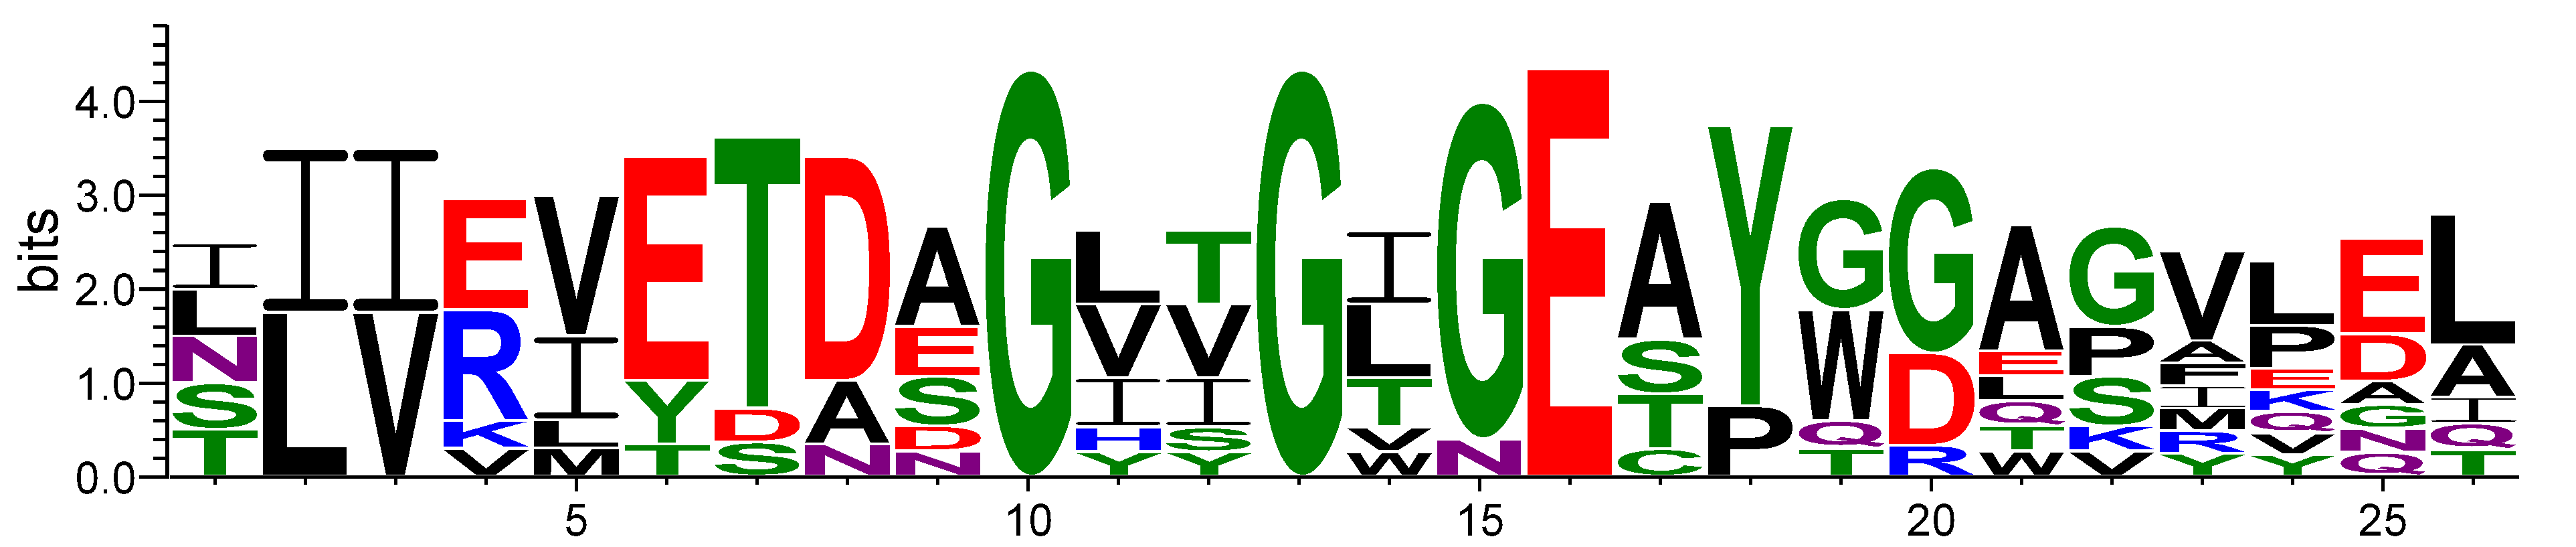 bits
4.0
3.0
2.0
1.0
0.0
I I I E V E T D A G L T G I G E A Y G G A G V L E L
L L V R I Y D A E V V L N S P W D E P A P D A
N K L T S N S I I T T Q R L S F E A I
S V M D H S V C T Q K I K G Q
T N Y Y W T V M Q N T
W R V Q
Y Y
5 10 15 20 25